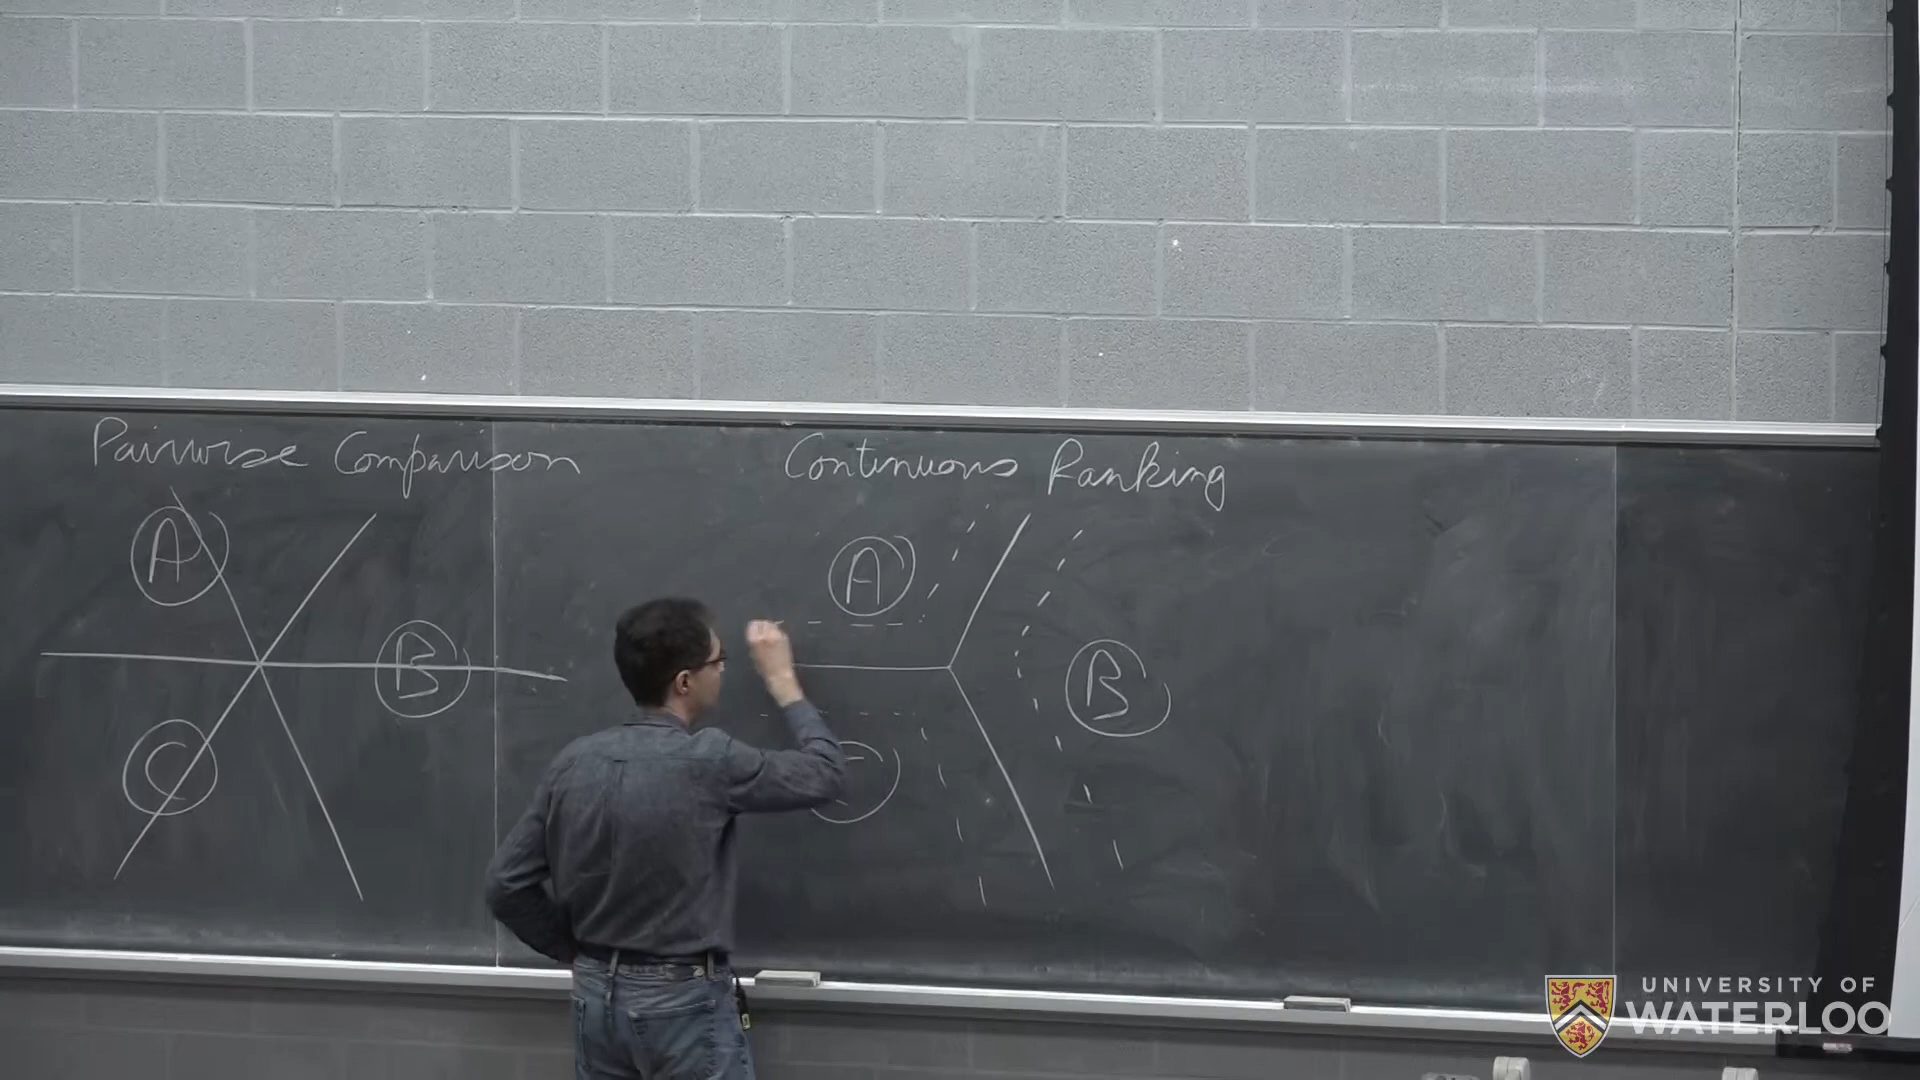 Pairwise Comparison
A
B
C
Continuous Ranking
A
B
UNIVERSITY OF
WATERLOO